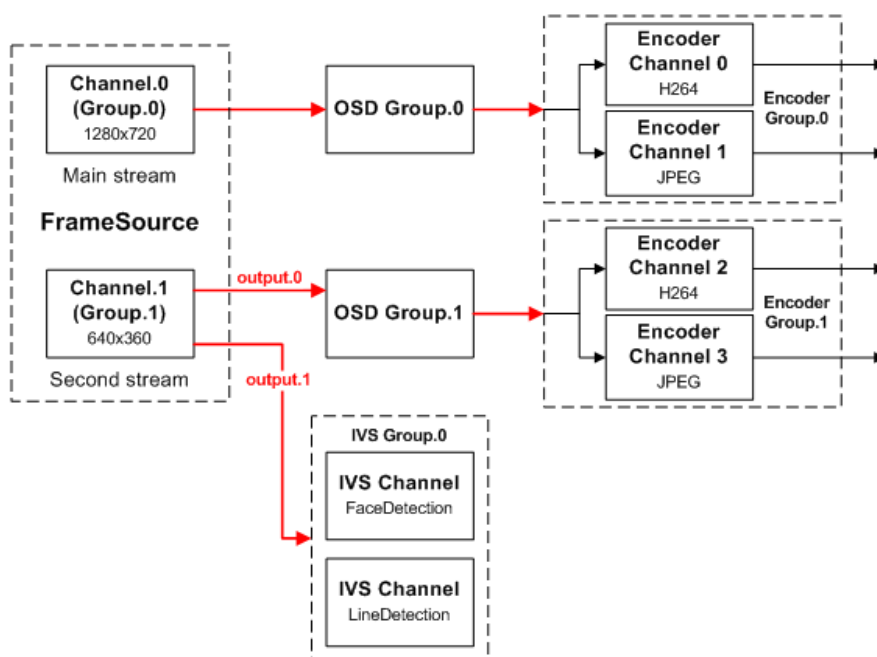 Channel.0
(Group.0)
1280x720
Main stream
FrameSource
Channel.1
(Group.1)
640x360
Second stream
output.0
output.1
OSD Group.0
OSD Group.1
Encoder
Channel 0
H264
Encoder
Channel 1
JPEG
Encoder
Group.0
Encoder
Channel 2
H264
Encoder
Channel 3
JPEG
Encoder
Group.1
IVS Group.0
IVS Channel
FaceDetection
IVS Channel
LineDetection